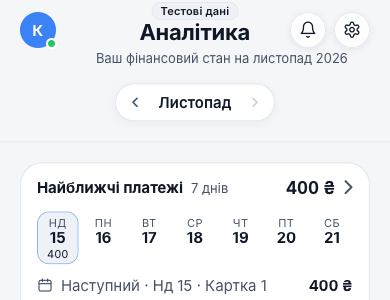 Тестові дані
К
Аналітика
Ваш фінансовий стан на листопад 2026
Листопад
Найближчі платежі 7 днів 400 ₴
НД ПН ВТ СР ЧТ ПТ СБ
15 16 17 18 19 20 21
400
Наступний · Нд 15 · Картка 1 400 ₴